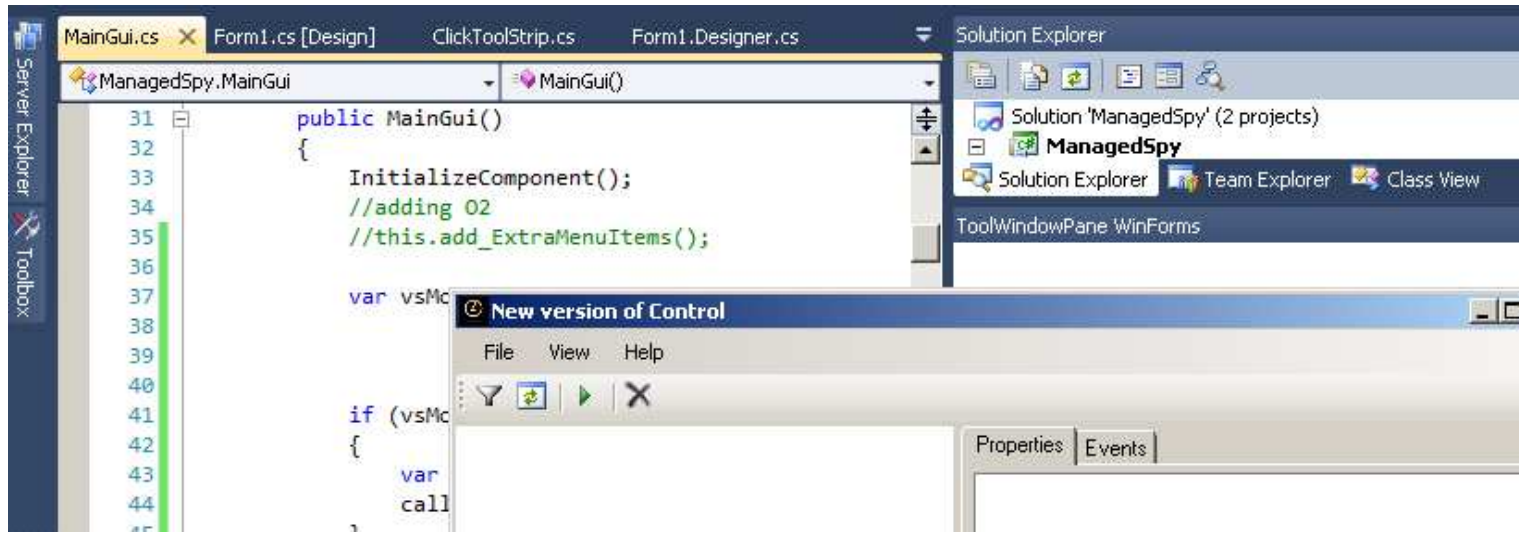 MainGui.cs Form1.cs [Design] ClickToolStrip.cs Form1.Designer.cs
ManagedSpy.MainGui MainGui()
Server Explorer
Toolbox
31 public MainGui()
32 {
33 InitializeComponent();
34 //adding O2
35 //this.add_ExtraMenuItems();
36
37 var vsMo
38
39
40
41 if (vsMo
42 {
43 var
44 call
Solution Explorer
Solution 'ManagedSpy' (2 projects)
ManagedSpy
Solution Explorer Team Explorer Class View
ToolWindowPane WinForms
New version of Control
File View Help
Properties Events